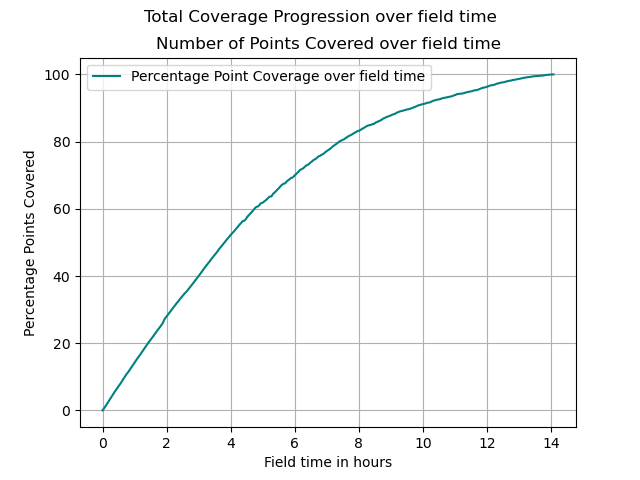 Total Coverage Progression over field time
Number of Points Covered over field time
Percentage Point Coverage over field time
100
80
60
40
20
0
Percentage Points Covered
0 2 4 6 8 10 12 14
Field time in hours